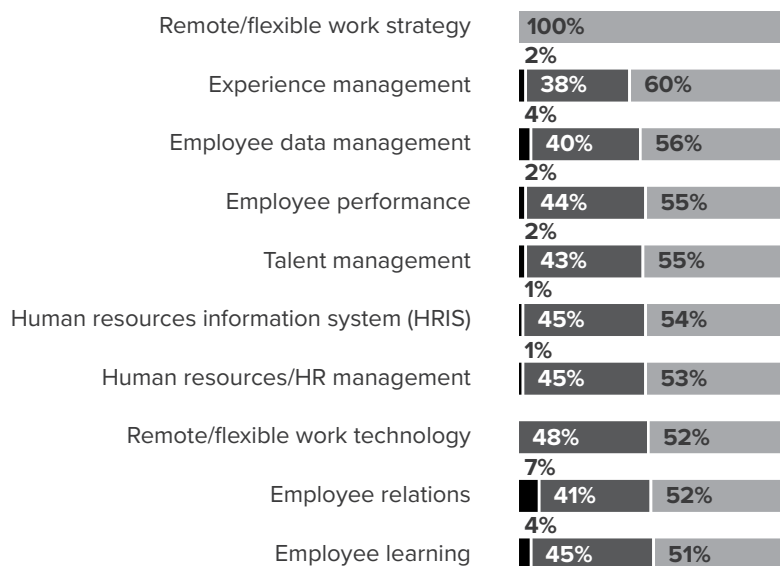 Remote/flexible work strategy 100%
2%
Experience management 38% 60%
4%
Employee data management 40% 56%
2%
Employee performance 44% 55%
2%
Talent management 43% 55%
1%
Human resources information system (HRIS) 45% 54%
1%
Human resources/HR management 45% 53%
Remote/flexible work technology 48% 52%
7%
Employee relations 41% 52%
4%
Employee learning 45% 51%